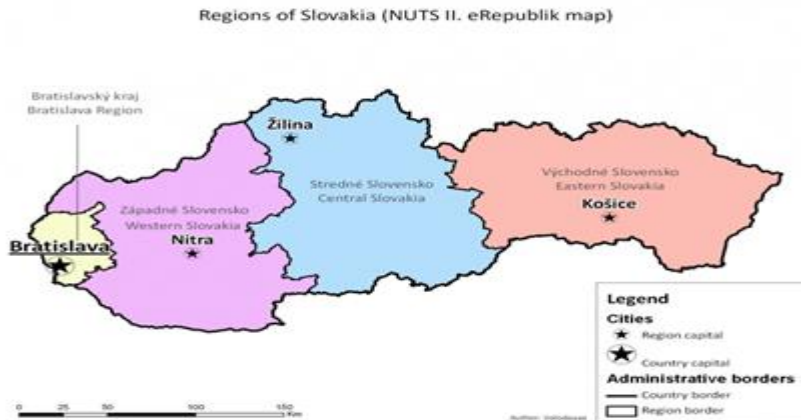 Regions of Slovakia (NUTS II. eRepublik map)
Bratislavský kraj
Bratislava Region
Žilina
Stredné Slovensko
Central Slovakia
Východné Slovensko
Eastern Slovakia
Košice
Západné Slovensko
Western Slovakia
Nitra
Bratislava
Legend
Cities
Region capital
Country capital
Administrative borders
Country border
Region border
0 25 50 100 150
Km
Author: